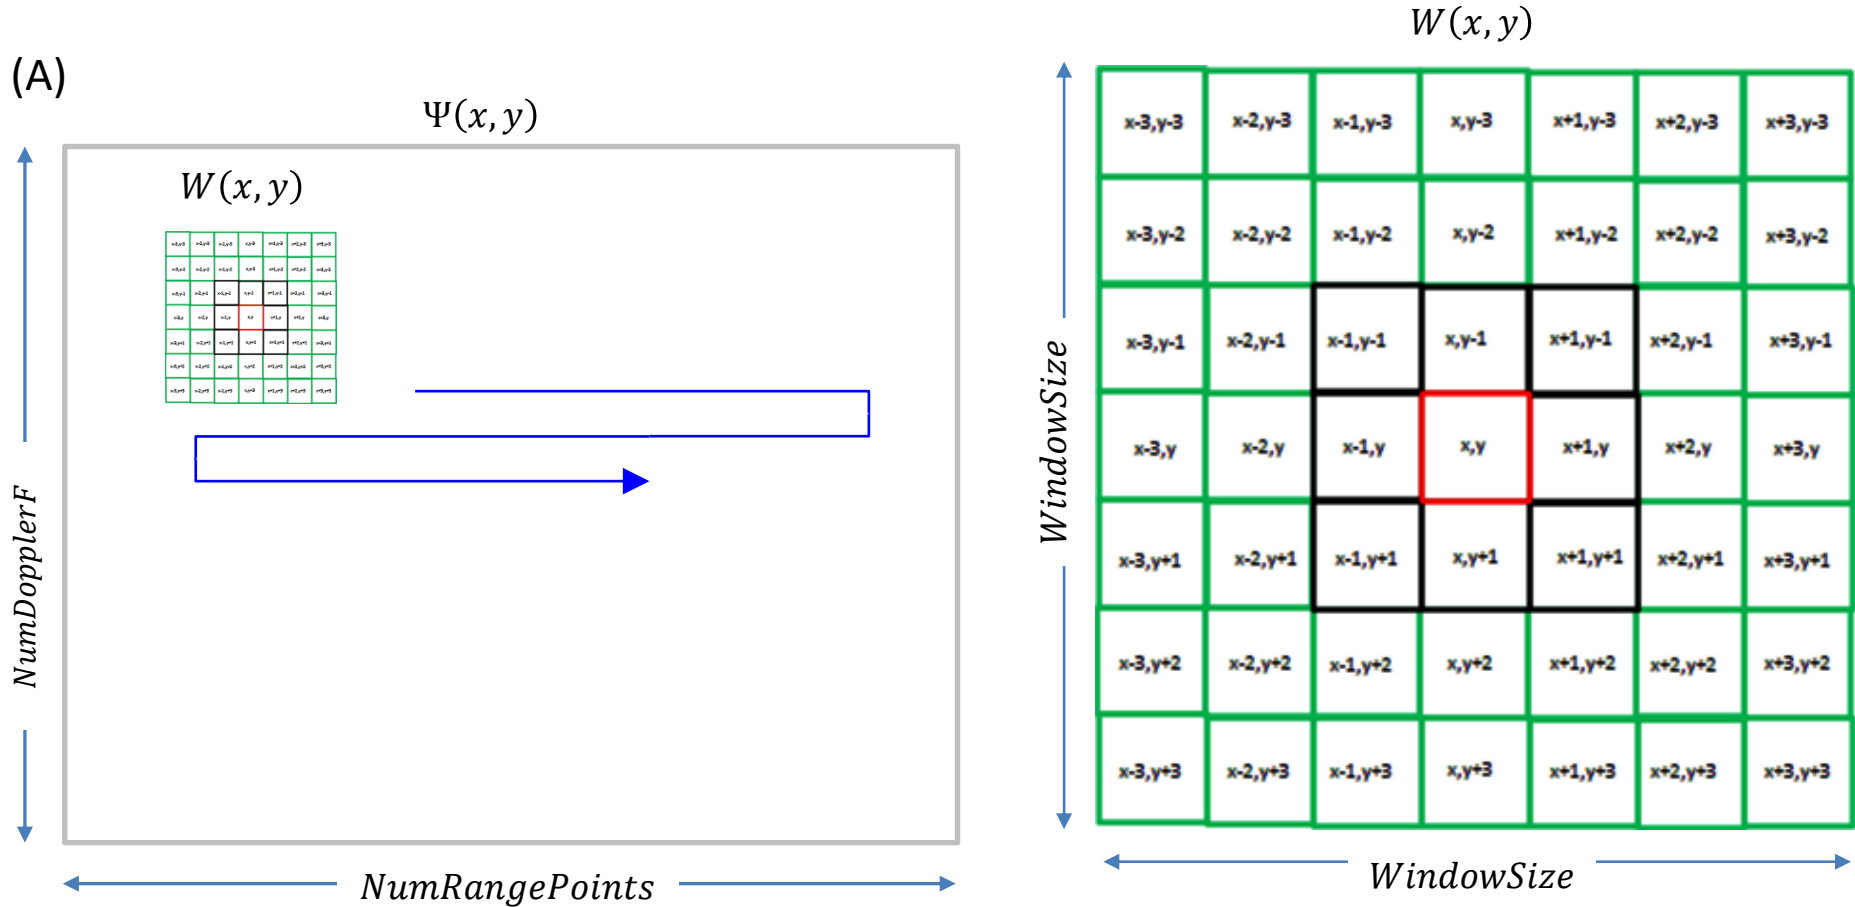 (A)
Ψ(x, y)
W(x, y)
NumDopplerF
NumRangePoints
W(x, y)
x-3,y-3 x-2,y-3 x-1,y-3 x,y-3 x+1,y-3 x+2,y-3 x+3,y-3
x-3,y-2 x-2,y-2 x-1,y-2 x,y-2 x+1,y-2 x+2,y-2 x+3,y-2
x-3,y-1 x-2,y-1 x-1,y-1 x,y-1 x+1,y-1 x+2,y-1 x+3,y-1
x-3,y x-2,y x-1,y x,y x+1,y x+2,y x+3,y
x-3,y+1 x-2,y+1 x-1,y+1 x,y+1 x+1,y+1 x+2,y+1 x+3,y+1
x-3,y+2 x-2,y+2 x-1,y+2 x,y+2 x+1,y+2 x+2,y+2 x+3,y+2
x-3,y+3 x-2,y+3 x-1,y+3 x,y+3 x+1,y+3 x+2,y+3 x+3,y+3
WindowSize
WindowSize